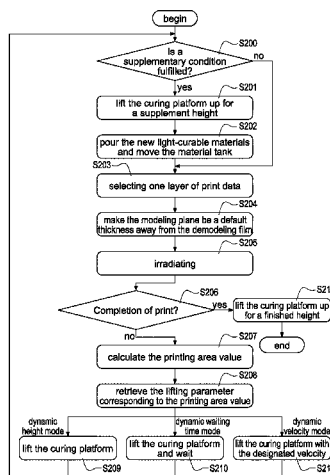 begin
S200
Is a
supplementary condition
fulfilled?
no
yes
S201
lift the curing platform up for
a supplement height
S202
pour the new light-curable materials
and move the material tank
S203
selecting one layer of print data
S204
make the modeling plane be a default
thickness away from the demodeling film
S205
irradiating
S206
Completion of print?
yes
S21
lift the curing platform up
for a finished height
end
no
S207
calculate the printing area value
S208
retrieve the lifting parameter
corresponding to the printing area value
dynamic
height mode
dynamic waiting
time mode
dynamic
velocity mode
lift the curing platform
lift the curing platform
and wait
lift the curing platform with
the designated velocity
S209
S210
S21